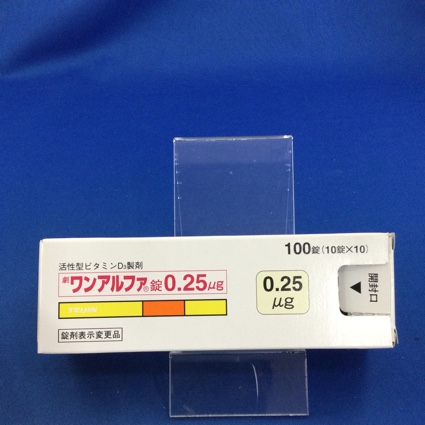 100錠(10錠×10)
活性型ビタミンD₃製剤
劇 ワンアルファ®錠0.25μg
0.25
μg
開封口
錠剤表示変更品